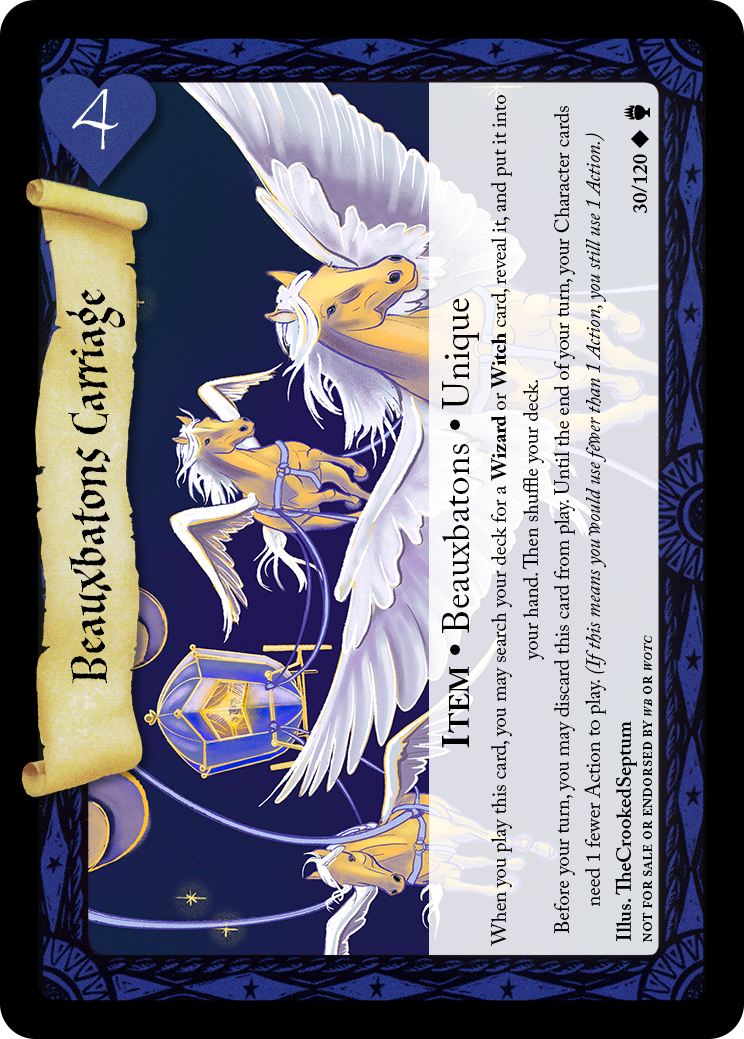 4
Beauxbatons Carriage
ITEM • Beauxbatons • Unique
When you play this card, you may search your deck for a Wizard or Witch card, reveal it, and put it into
your hand. Then shuffle your deck.
Before your turn, you may discard this card from play. Until the end of your turn, your Character cards
need 1 fewer Action to play. (If this means you would use fewer than 1 Action, you still use 1 Action.)
Illus. TheCrookedSeptum
NOT FOR SALE OR ENDORSED BY WB OR WOTC
30/120